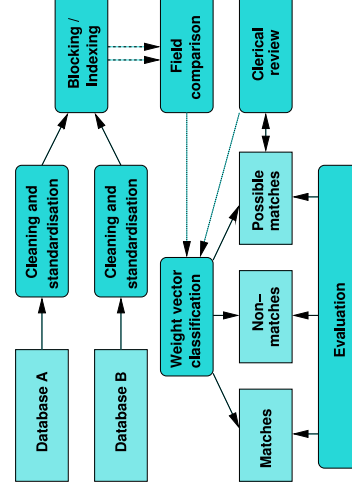 Database A
Cleaning and
standardisation
Database B
Cleaning and
standardisation
Blocking /
Indexing
Field
comparison
Weight vector
classification
Matches
Non−
matches
Possible
matches
Clerical
review
Evaluation